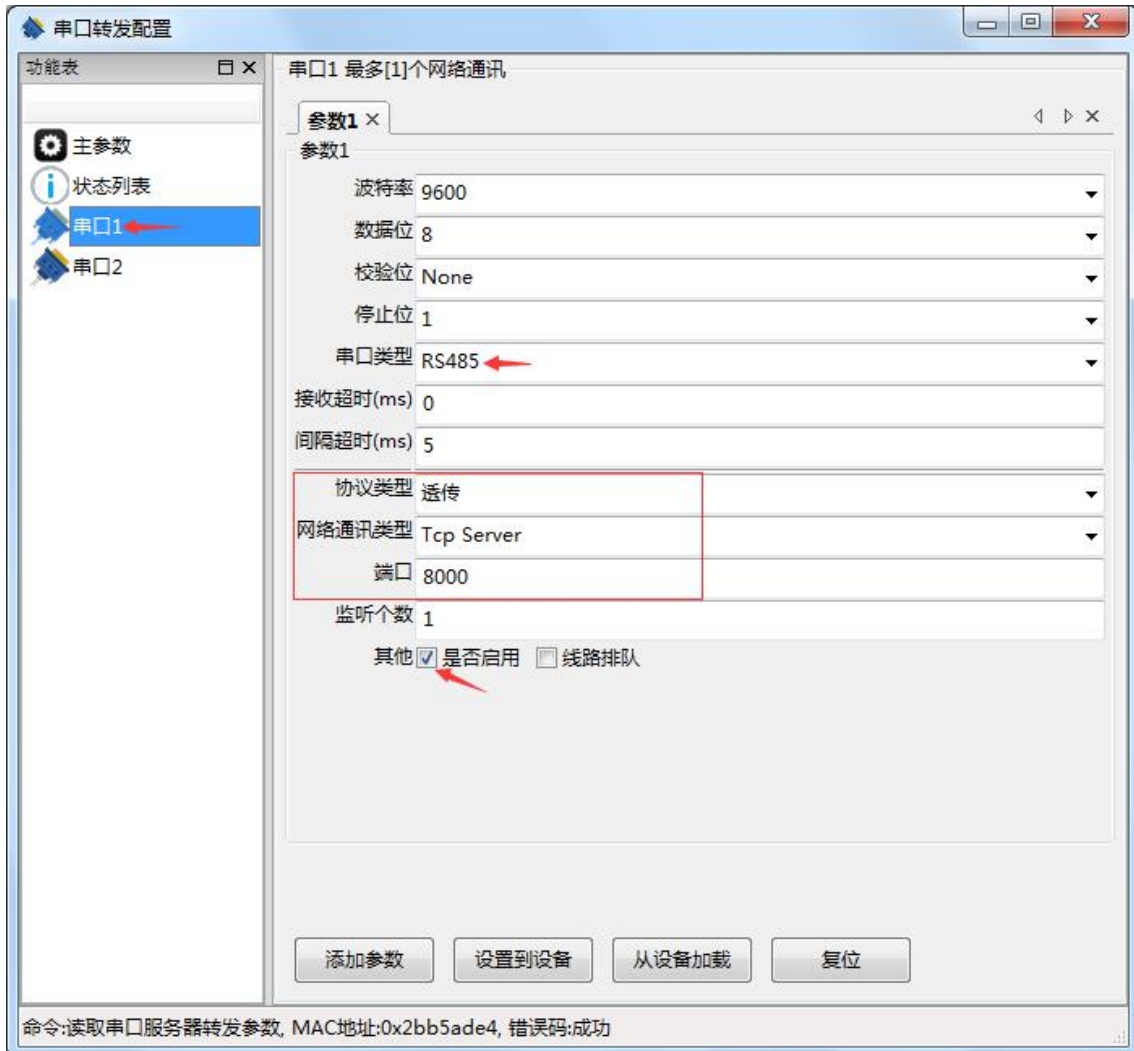 串口转发配置
功能表
主参数
状态列表
串口1
串口2
串口1 最多[1]个网络通讯
参数1
参数1
波特率 9600
数据位 8
校验位 None
停止位 1
串口类型 RS485
接收超时(ms) 0
间隔超时(ms) 5
协议类型 透传
网络通讯类型 Tcp Server
端口 8000
监听个数 1
其他 是否启用 线路排队
添加参数 设置到设备 从设备加载 复位
命令:读取串口服务器转发参数, MAC地址:0x2bb5ade4, 错误码:成功